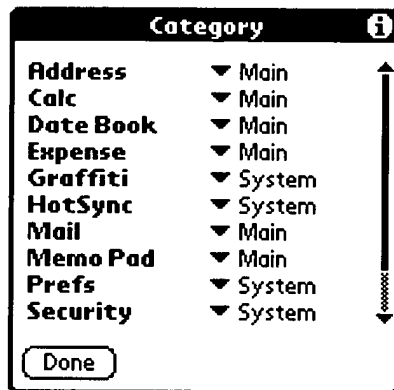 Category i
Address Main
Calc Main
Date Book Main
Expense Main
Graffiti System
HotSync System
Mail Main
Memo Pad Main
Prefs System
Security System
Done